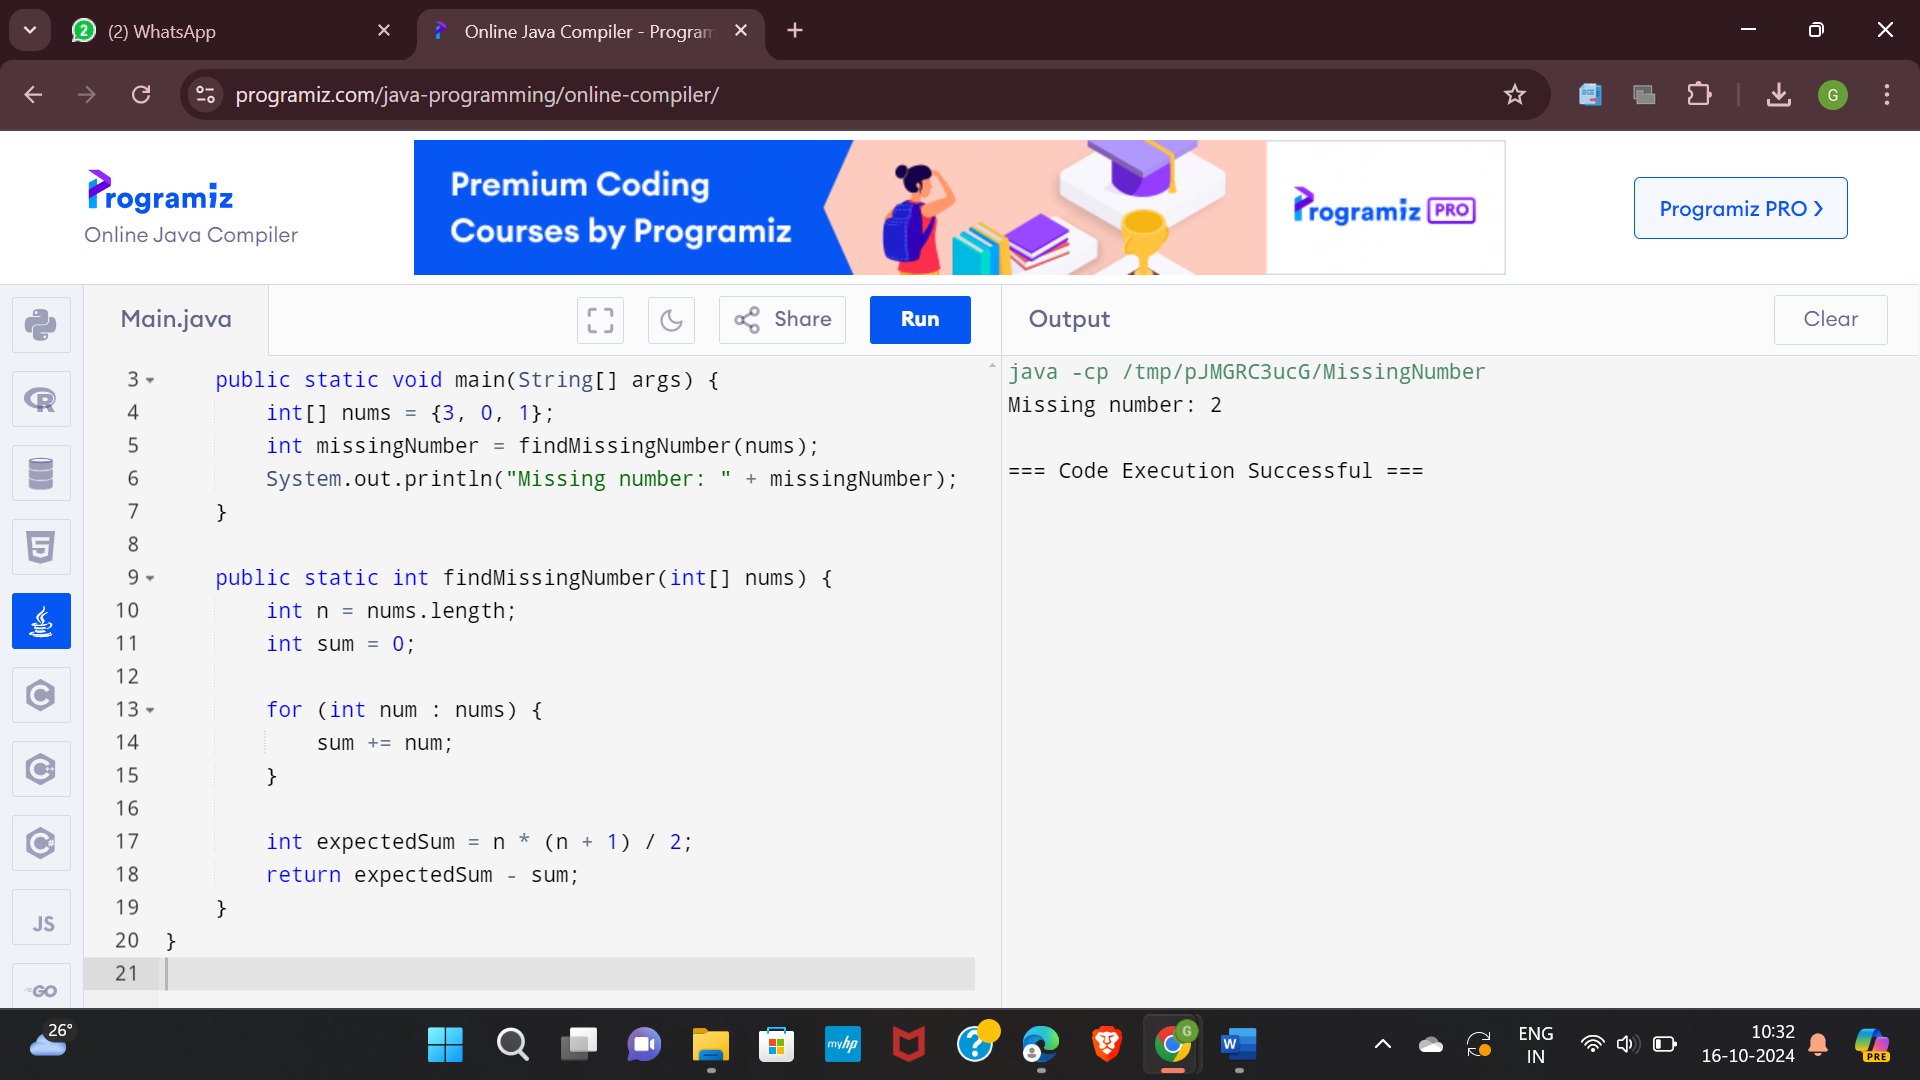 (2) WhatsApp
Online Java Compiler - Program
programiz.com/java-programming/online-compiler/
G
Programiz
Online Java Compiler
Premium Coding
Courses by Programiz
Programiz PRO
Programiz PRO
Main.java
Share
Run
Output
Clear
3 public static void main(String[] args) {
4 int[] nums = {3, 0, 1};
5 int missingNumber = findMissingNumber(nums);
6 System.out.println("Missing number: " + missingNumber);
7 }
8
9 public static int findMissingNumber(int[] nums) {
10 int n = nums.length;
11 int sum = 0;
12
13 for (int num : nums) {
14 sum += num;
15 }
16
17 int expectedSum = n * (n + 1) / 2;
18 return expectedSum - sum;
19 }
20 }
21
java -cp /tmp/pJMGRC3ucG/MissingNumber
Missing number: 2
=== Code Execution Successful ===
JS
GO
26°
myhp
G
W
ENG
IN
10:32
16-10-2024
PRE